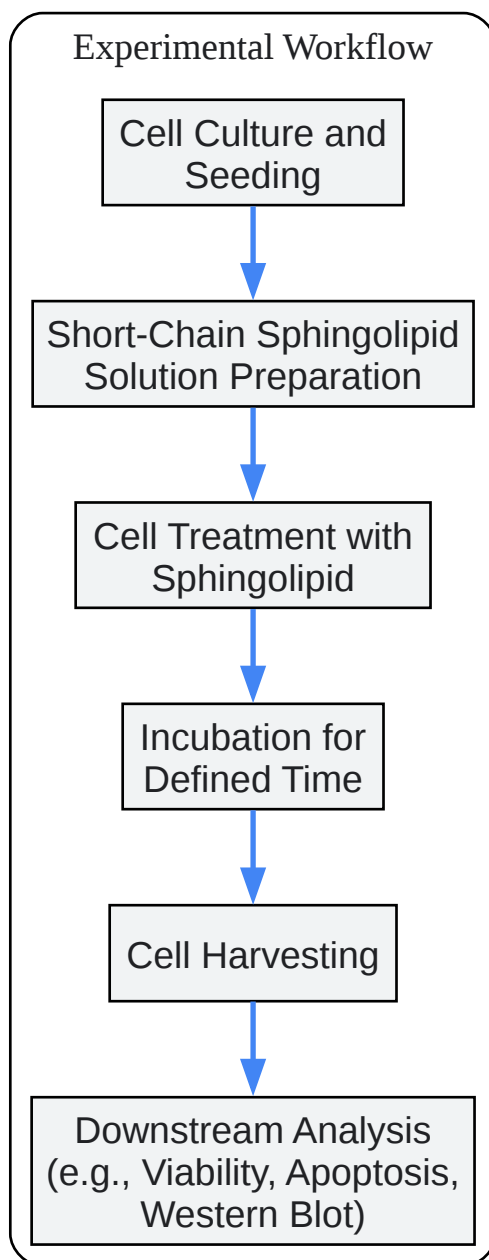 Experimental Workflow
Cell Culture and
Seeding
Short-Chain Sphingolipid
Solution Preparation
Cell Treatment with
Sphingolipid
Incubation for
Defined Time
Cell Harvesting
Downstream Analysis
(e.g., Viability, Apoptosis,
Western Blot)